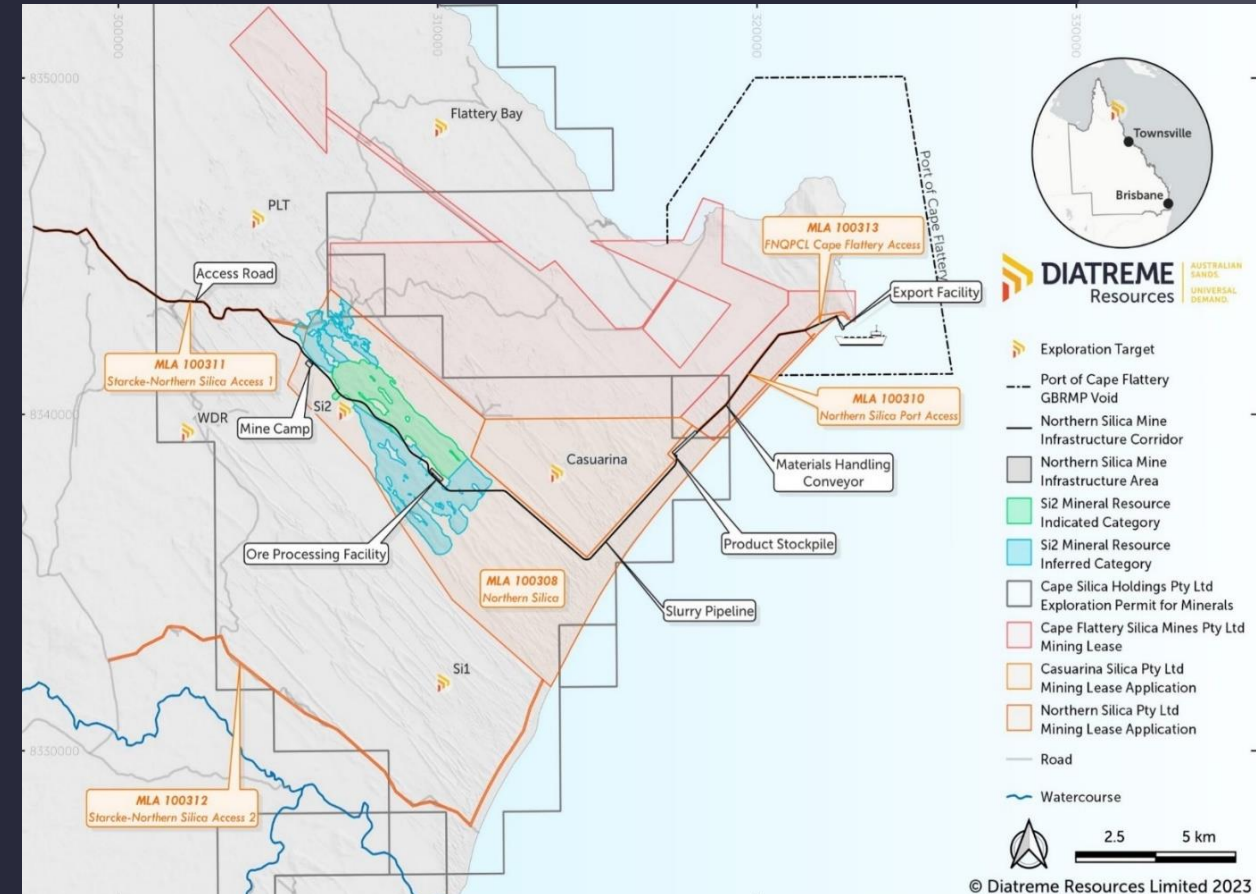 300000
310000
320000
330000
8350000
8340000
8330000
Flattery Bay
PLT
Access Road
MLA 100311
Starcke-Northern Silica Access 1
WDR
Mine Camp
Si2
Ore Processing Facility
Casuarina
MLA 100308
Northern Silica
Si1
MLA 100312
Starcke-Northern Silica Access 2
Port of Cape Flattery
MLA 100313
FNQPCL Cape Flattery Access
Export Facility
MLA 100310
Northern Silica Port Access
Materials Handling
Conveyor
Product Stockpile
Slurry Pipeline
Townsville
Brisbane
DIATREME
Resources
AUSTRALIAN
SANDS.
UNIVERSAL
DEMAND.
Exploration Target
Port of Cape Flattery
GBRMP Void
Northern Silica Mine
Infrastructure Corridor
Northern Silica Mine
Infrastructure Area
Si2 Mineral Resource
Indicated Category
Si2 Mineral Resource
Inferred Category
Cape Silica Holdings Pty Ltd
Exploration Permit for Minerals
Cape Flattery Silica Mines Pty Ltd
Mining Lease
Casuarina Silica Pty Ltd
Mining Lease Application
Northern Silica Pty Ltd
Mining Lease Application
Road
Watercourse
2.5 5 km
© Diatreme Resources Limited 2023